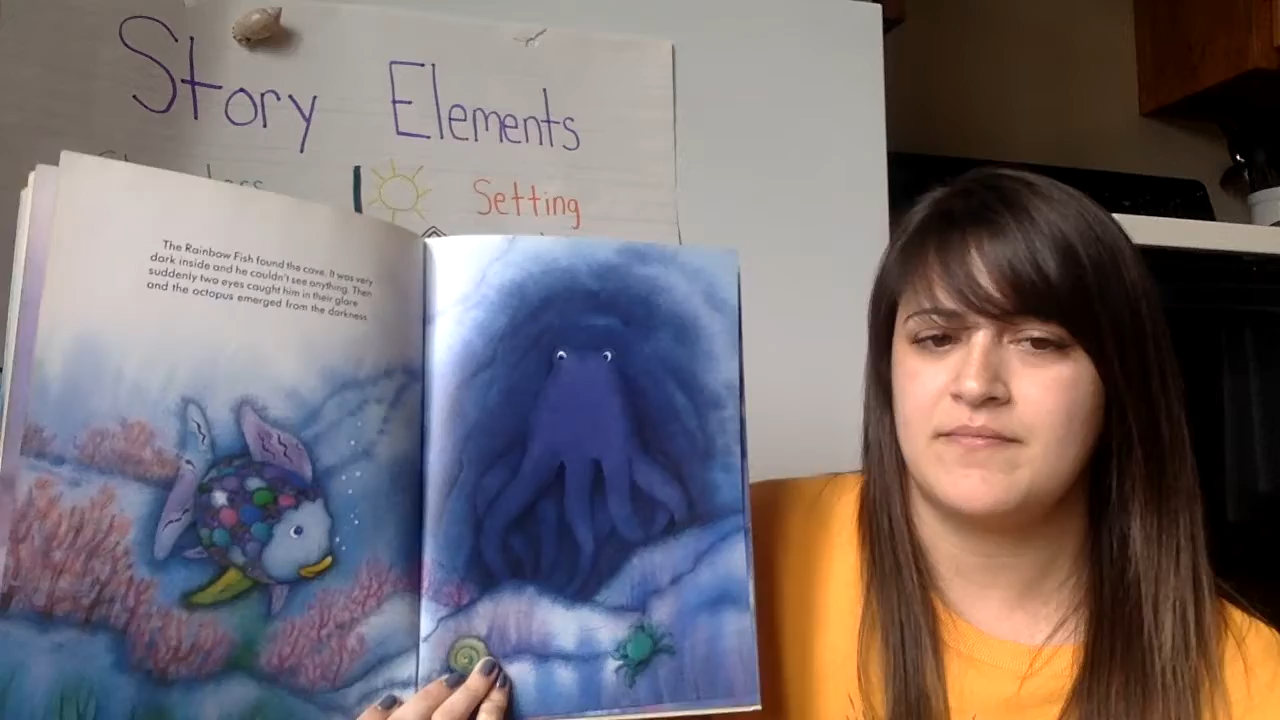 Story Elements
Setting
The Rainbow Fish found the cave. It was very
dark inside and he couldn't see anything. Then
suddenly two eyes caught him in their glare
and the octopus emerged from the darkness.